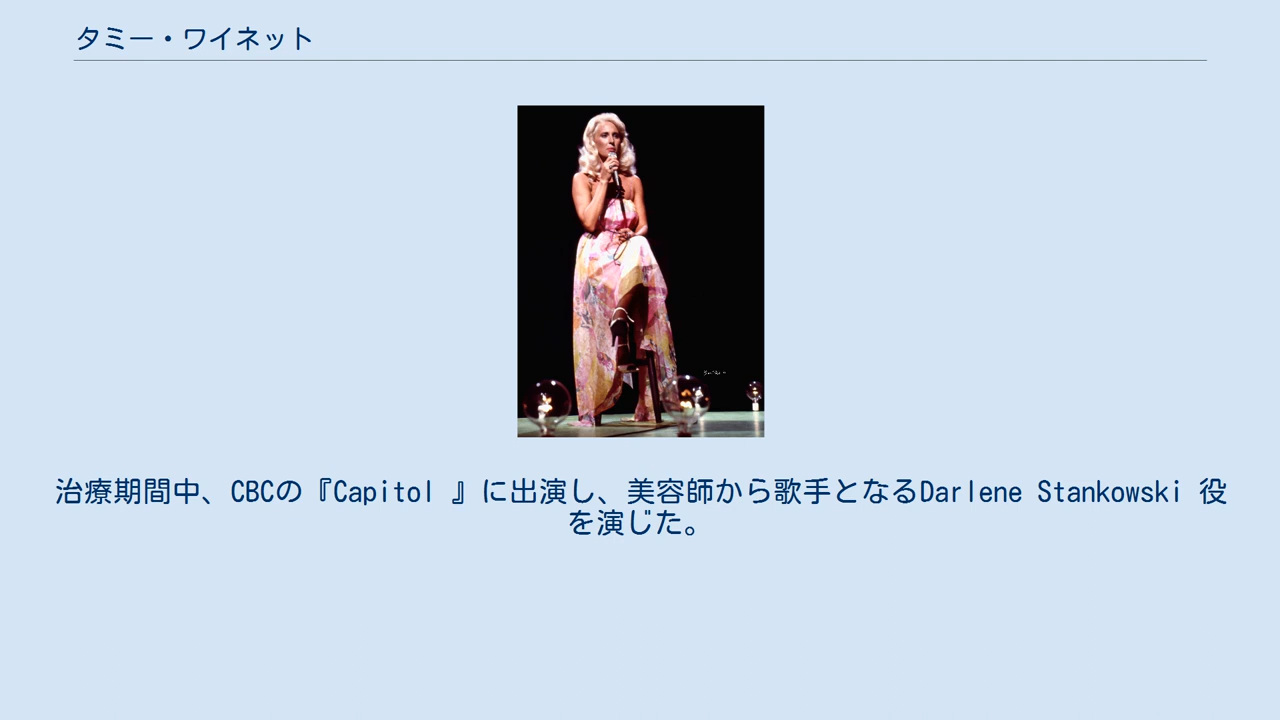 タミー・ワイネット
治療期間中、CBCの『Capitol 』に出演し、美容師から歌手となるDarlene Stankowski 役
を演じた。